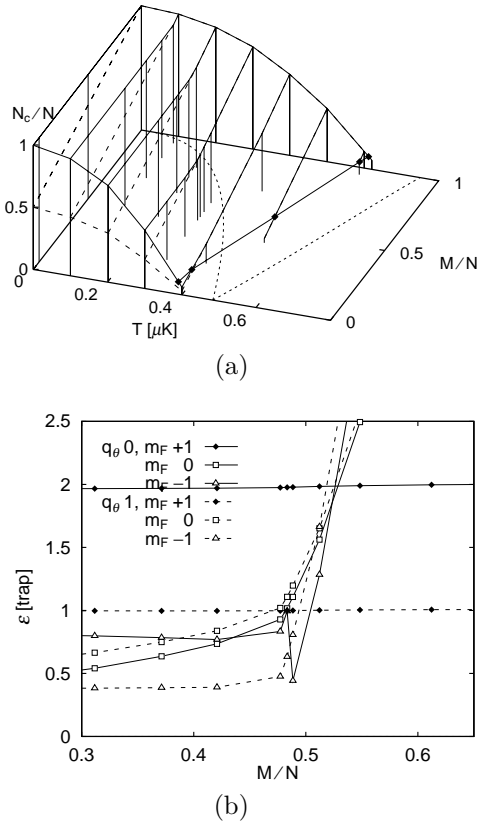 N_c/N
1
0.5
0
0
0.2
0.4
0.6
T [μK]
0
0.5
1
M/N
(a)
2.5
2
1.5
1
0.5
0
ε [trap]
q_θ 0, m_F +1
m_F 0
m_F −1
q_θ 1, m_F +1
m_F 0
m_F −1
0.3
0.4
0.5
0.6
M/N
(b)